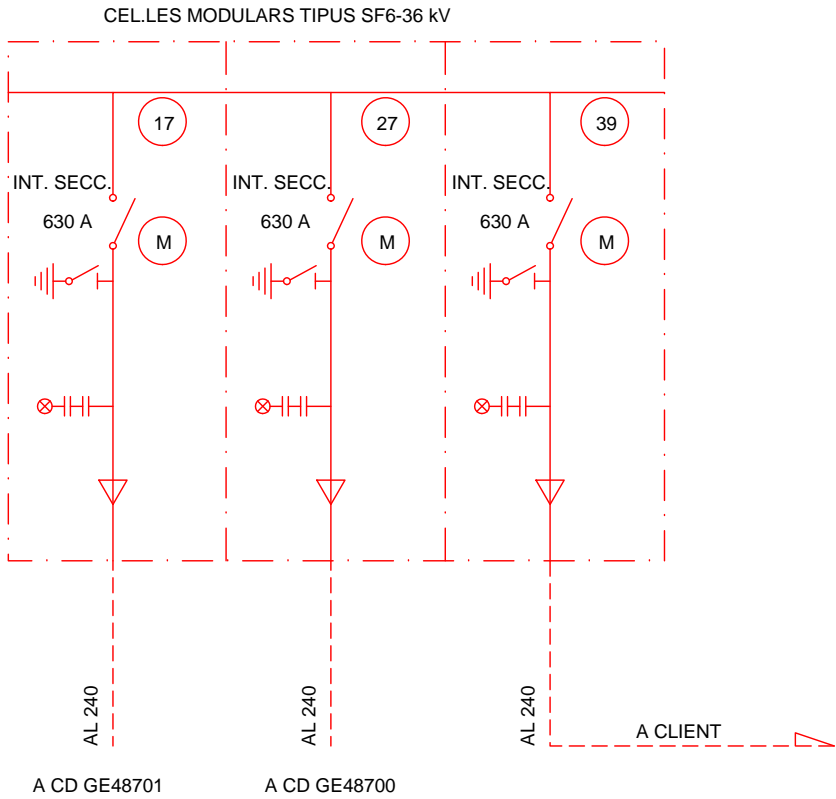 CEL.LES MODULARS TIPUS SF6-36 kV
17
27
39
INT. SECC.
INT. SECC.
INT. SECC.
630 A
630 A
630 A
M
M
M
AL 240
AL 240
AL 240
A CLIENT
A CD GE48701
A CD GE48700